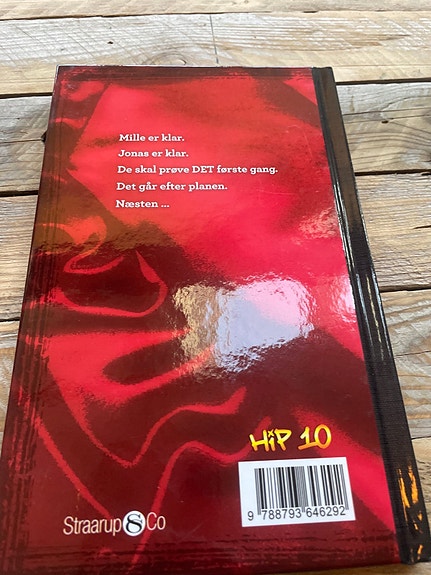 Mille er klar.
Jonas er klar.
De skal prøve DET første gang.
Det går efter planen.
Næsten ...
HiP 10
9 788793 646292
Straarup & Co